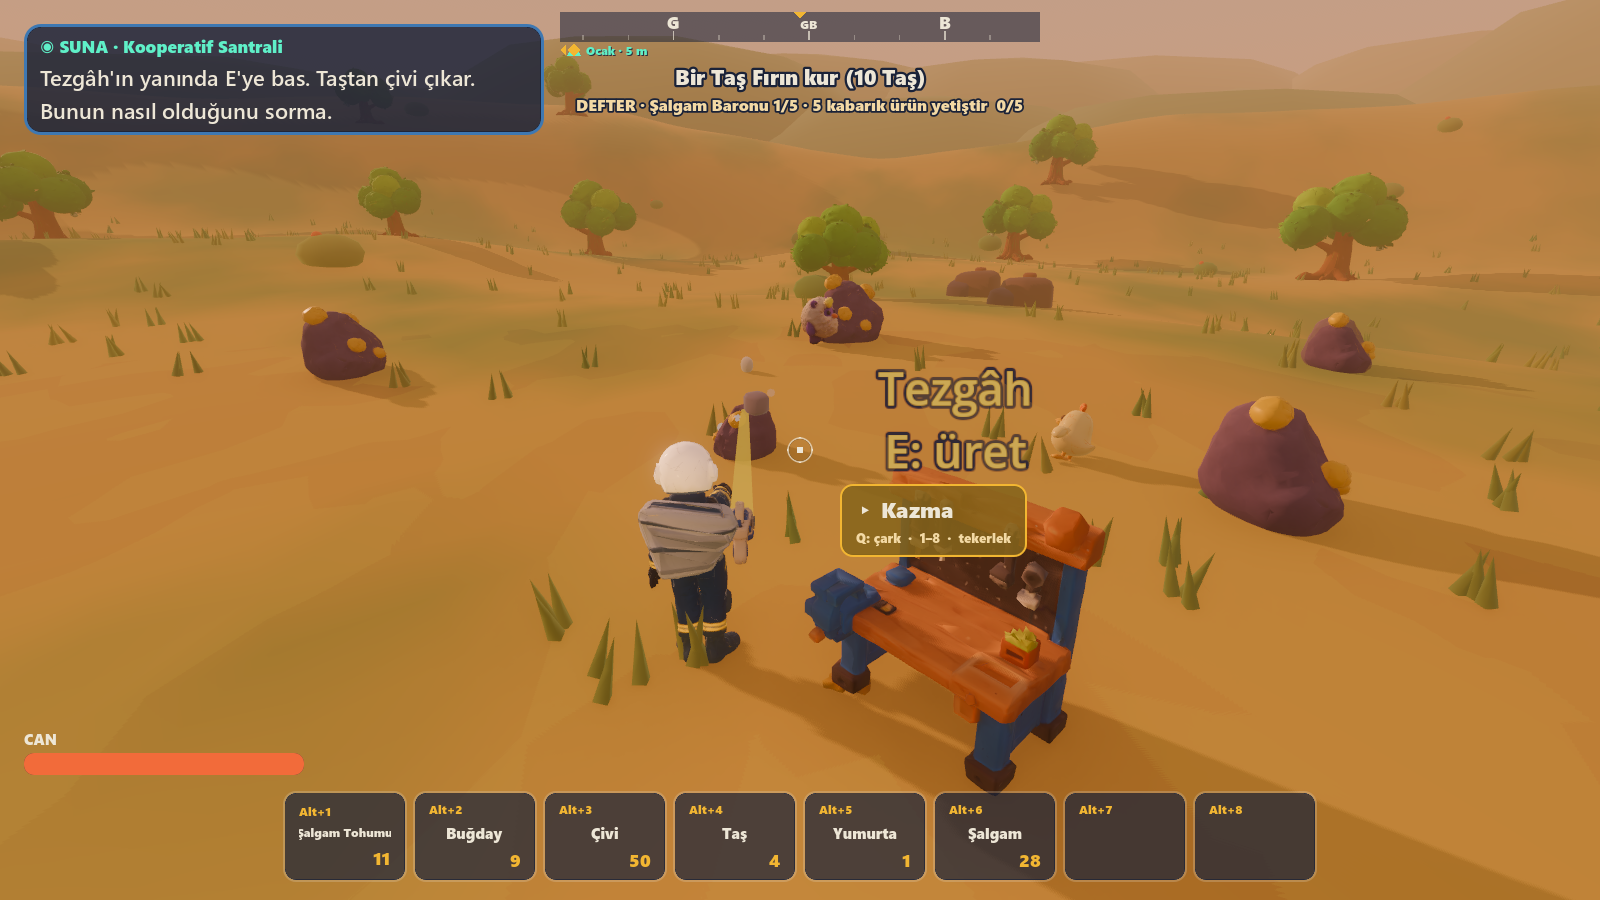 ◉ SUNA · Kooperatif Santrali
Tezgâh'ın yanında E'ye bas. Taştan çivi çıkar.
Bunun nasıl olduğunu sorma.
G GB B
Ocak · 5 m
Bir Taş Fırın kur (10 Taş)
DEFTER · Şalgam Baronu 1/5 · 5 kabarık ürün yetiştir 0/5
Tezgâh
E: üret
▸ Kazma
Q: çark · 1–8 · tekerlek
CAN
Alt+1
Şalgam Tohumu
11
Alt+2
Buğday
9
Alt+3
Çivi
50
Alt+4
Taş
4
Alt+5
Yumurta
1
Alt+6
Şalgam
28
Alt+7
Alt+8